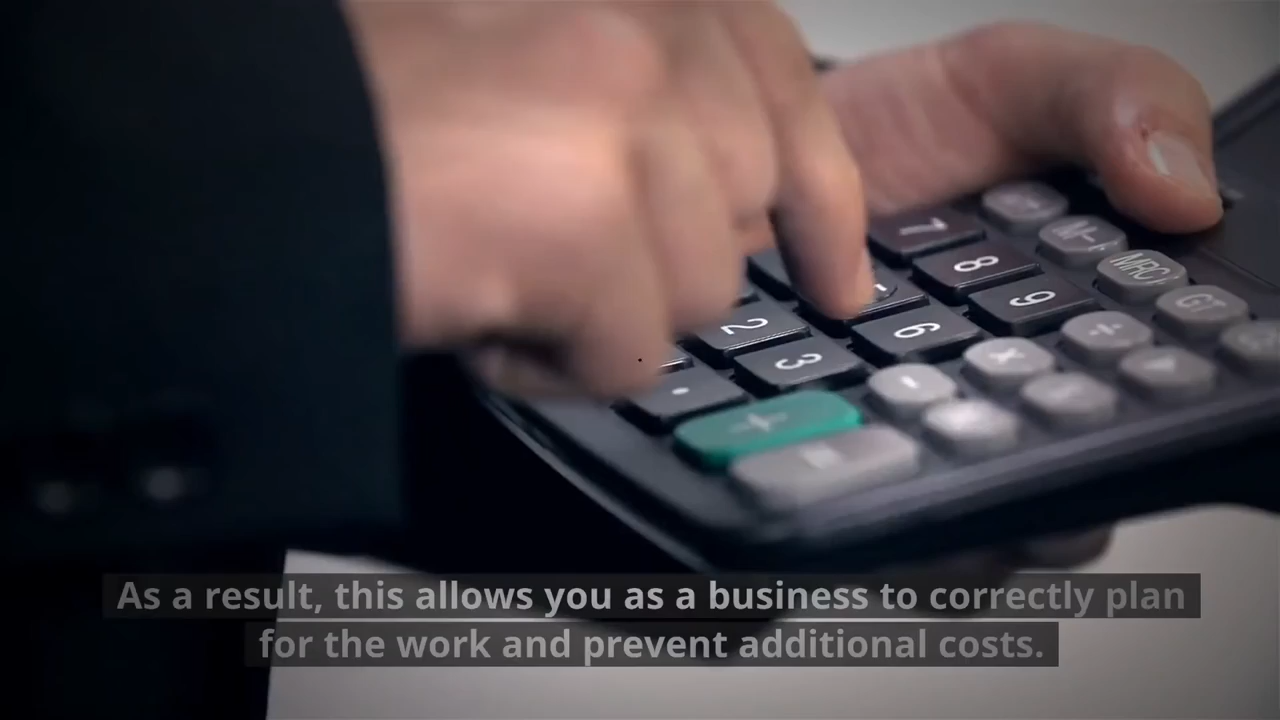 As a result, this allows you as a business to correctly plan
for the work and prevent additional costs.
7
8
9
6
2
3
MRC
GT